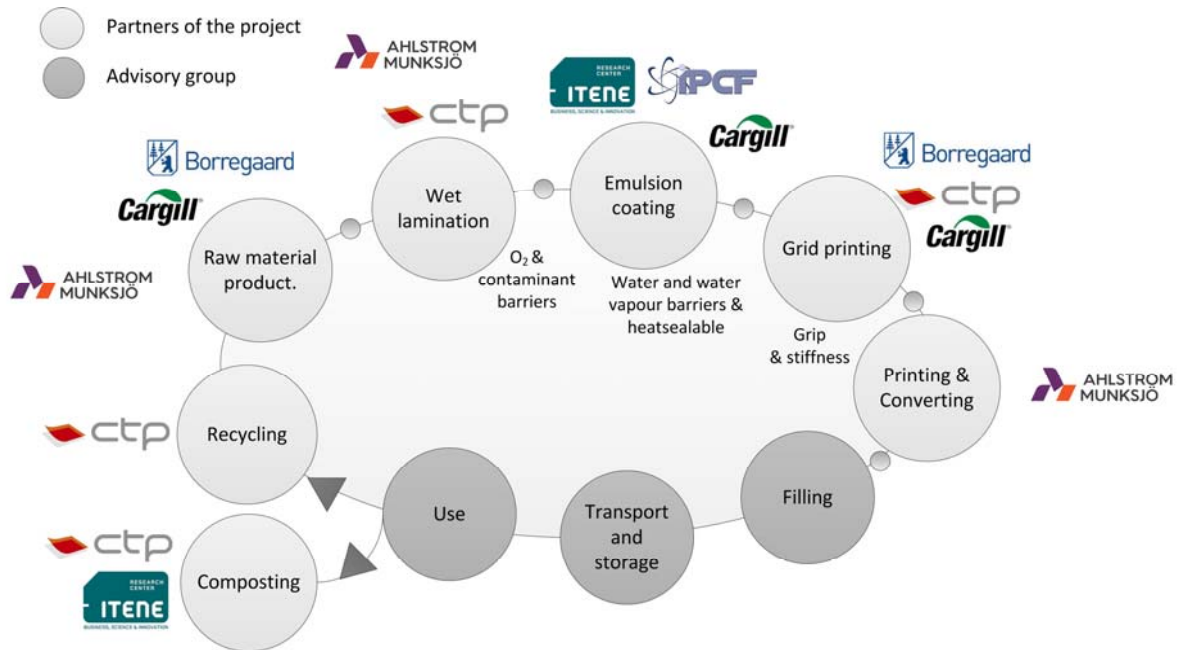 Partners of the project
Advisory group
AHLSTROM
MUNKSJÖ
ctp
RESEARCH
CENTER
ITENE
BUSINESS, SCIENCE & INNOVATION
IPCF
Cargill®
Borregaard
ctp
Cargill®
Borregaard
Cargill®
AHLSTROM
MUNKSJÖ
Raw material
product.
Wet
lamination
O₂ &
contaminant
barriers
Emulsion
coating
Water and water
vapour barriers &
heatsealable
Grid printing
Grip
& stiffness
Printing &
Converting
AHLSTROM
MUNKSJÖ
ctp
Recycling
Use
Transport
and
storage
Filling
ctp
RESEARCH
CENTER
ITENE
BUSINESS, SCIENCE & INNOVATION
Composting